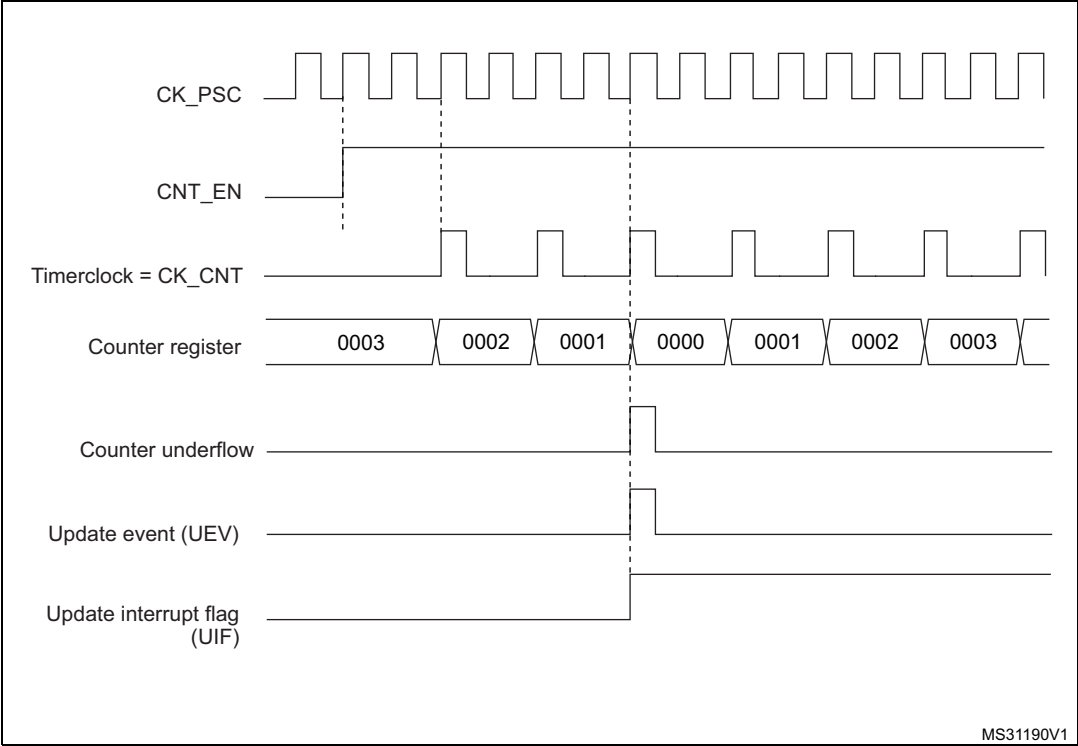 CK_PSC
CNT_EN
Timerclock = CK_CNT
Counter register
0003 0002 0001 0000 0001 0002 0003
Counter underflow
Update event (UEV)
Update interrupt flag
(UIF)
MS31190V1